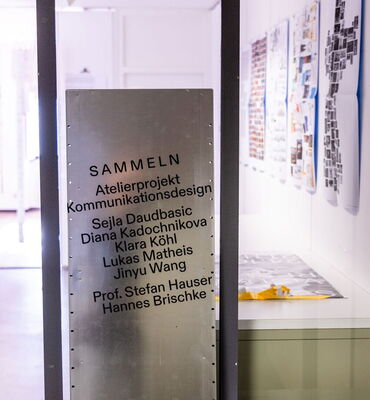 SAMMELN
Atelierprojekt
Kommunikationsdesign
Sejla Daudbasic
Diana Kadochnikova
Klara Köhl
Lukas Matheis
Jinyu Wang
Prof. Stefan Hauser
Hannes Brischke